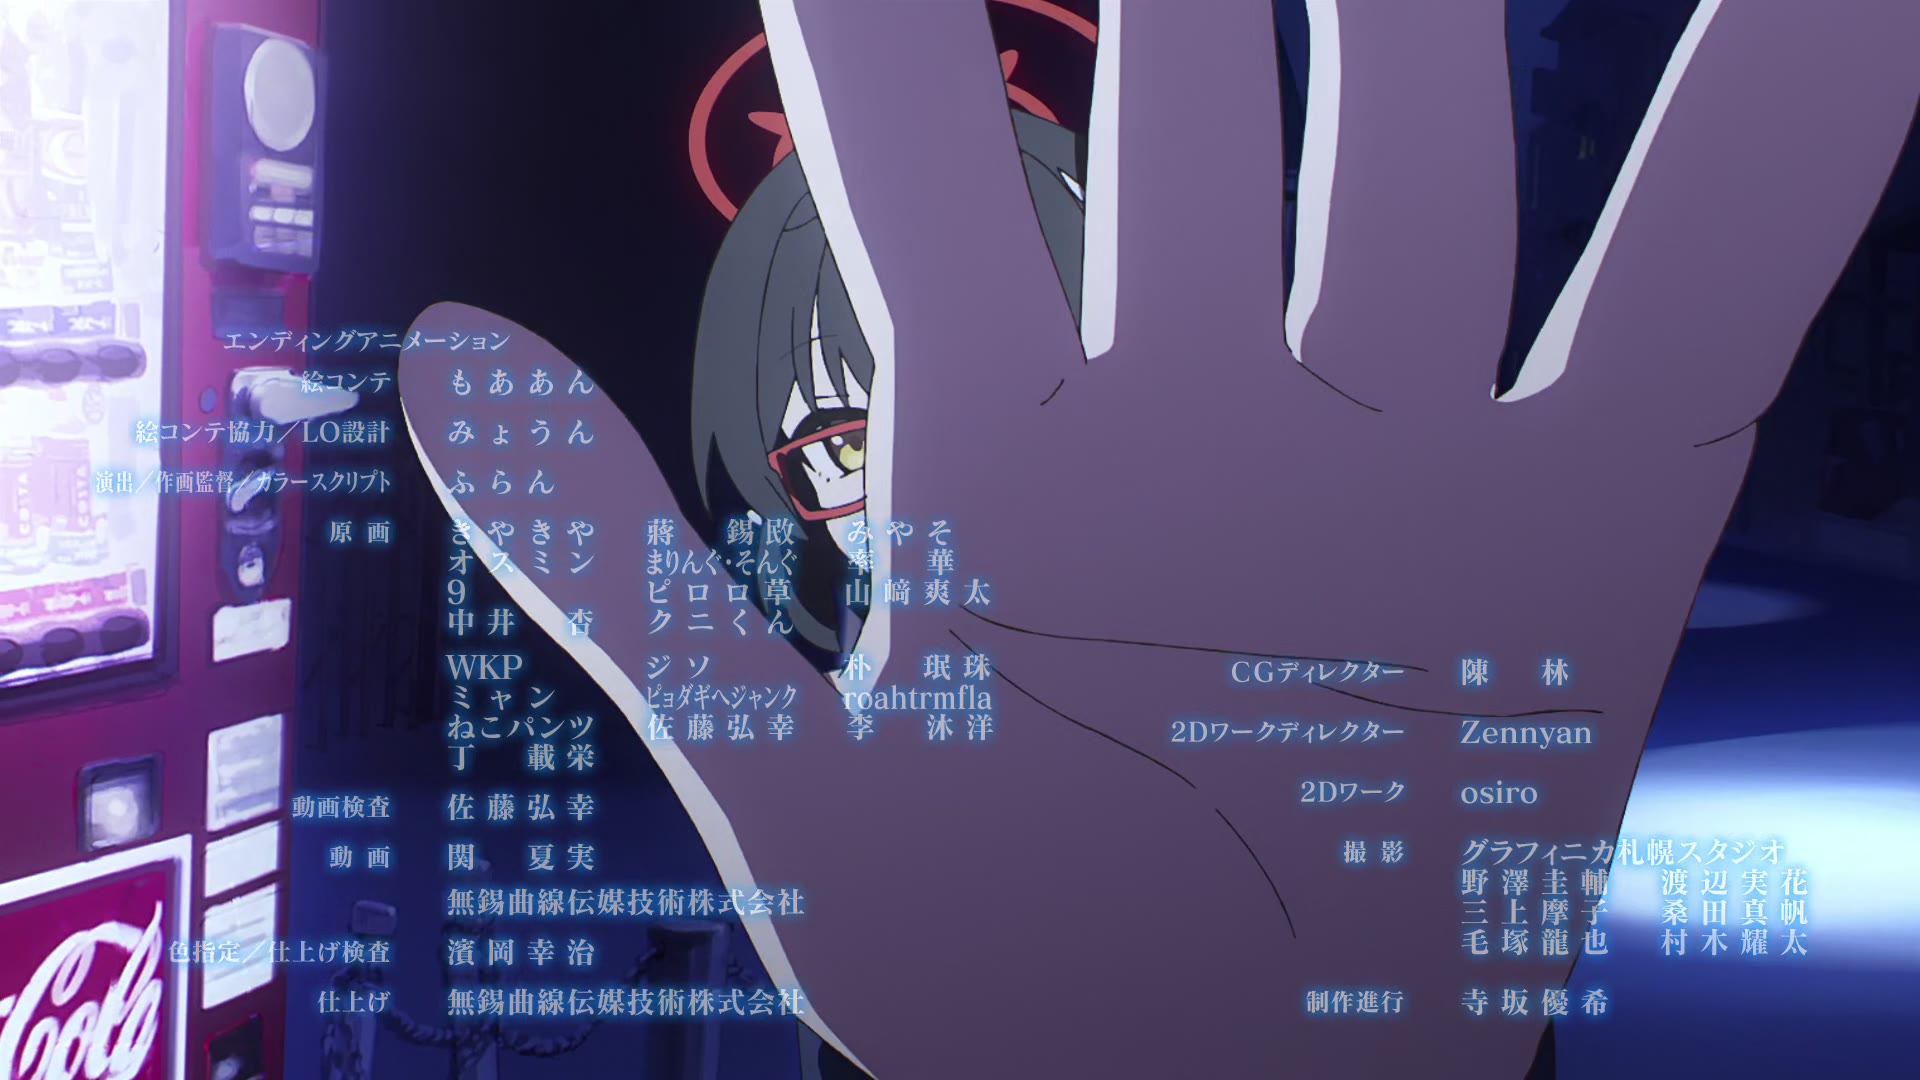 エンディングアニメーション
絵コンテ もああん
絵コンテ協力／LO設計 みょうん
演出／作画監督／カラースクリプト ふらん
原画 きやきや 蔣 錫 みやそ
オスミン まりんぐ・そんぐ 華
9 ピロロ草 山﨑爽太
中井 杏 クニくん
WKP ジソ 朴 珉珠
ミャン ピョダギヘジャンク roahtrmfla
ねこパンツ 佐藤弘幸 李 沐洋
丁 載栄
動画検査 佐藤弘幸
動画 関 夏実
無錫曲線伝媒技術株式会社
色指定／仕上げ検査 濱岡幸治
仕上げ 無錫曲線伝媒技術株式会社
CGディレクター 陳 林
2Dワークディレクター Zennyan
2Dワーク osiro
撮影 グラフィニカ札幌スタジオ
野澤圭輔 渡辺実花
三上摩子 桑田真帆
毛塚龍也 村木耀太
制作進行 寺坂優希
COSTA
Cola